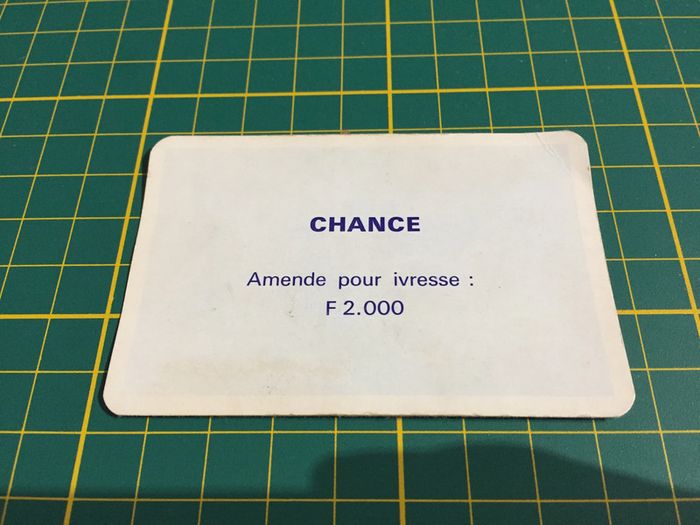 CHANCE
Amende pour ivresse :
F 2.000